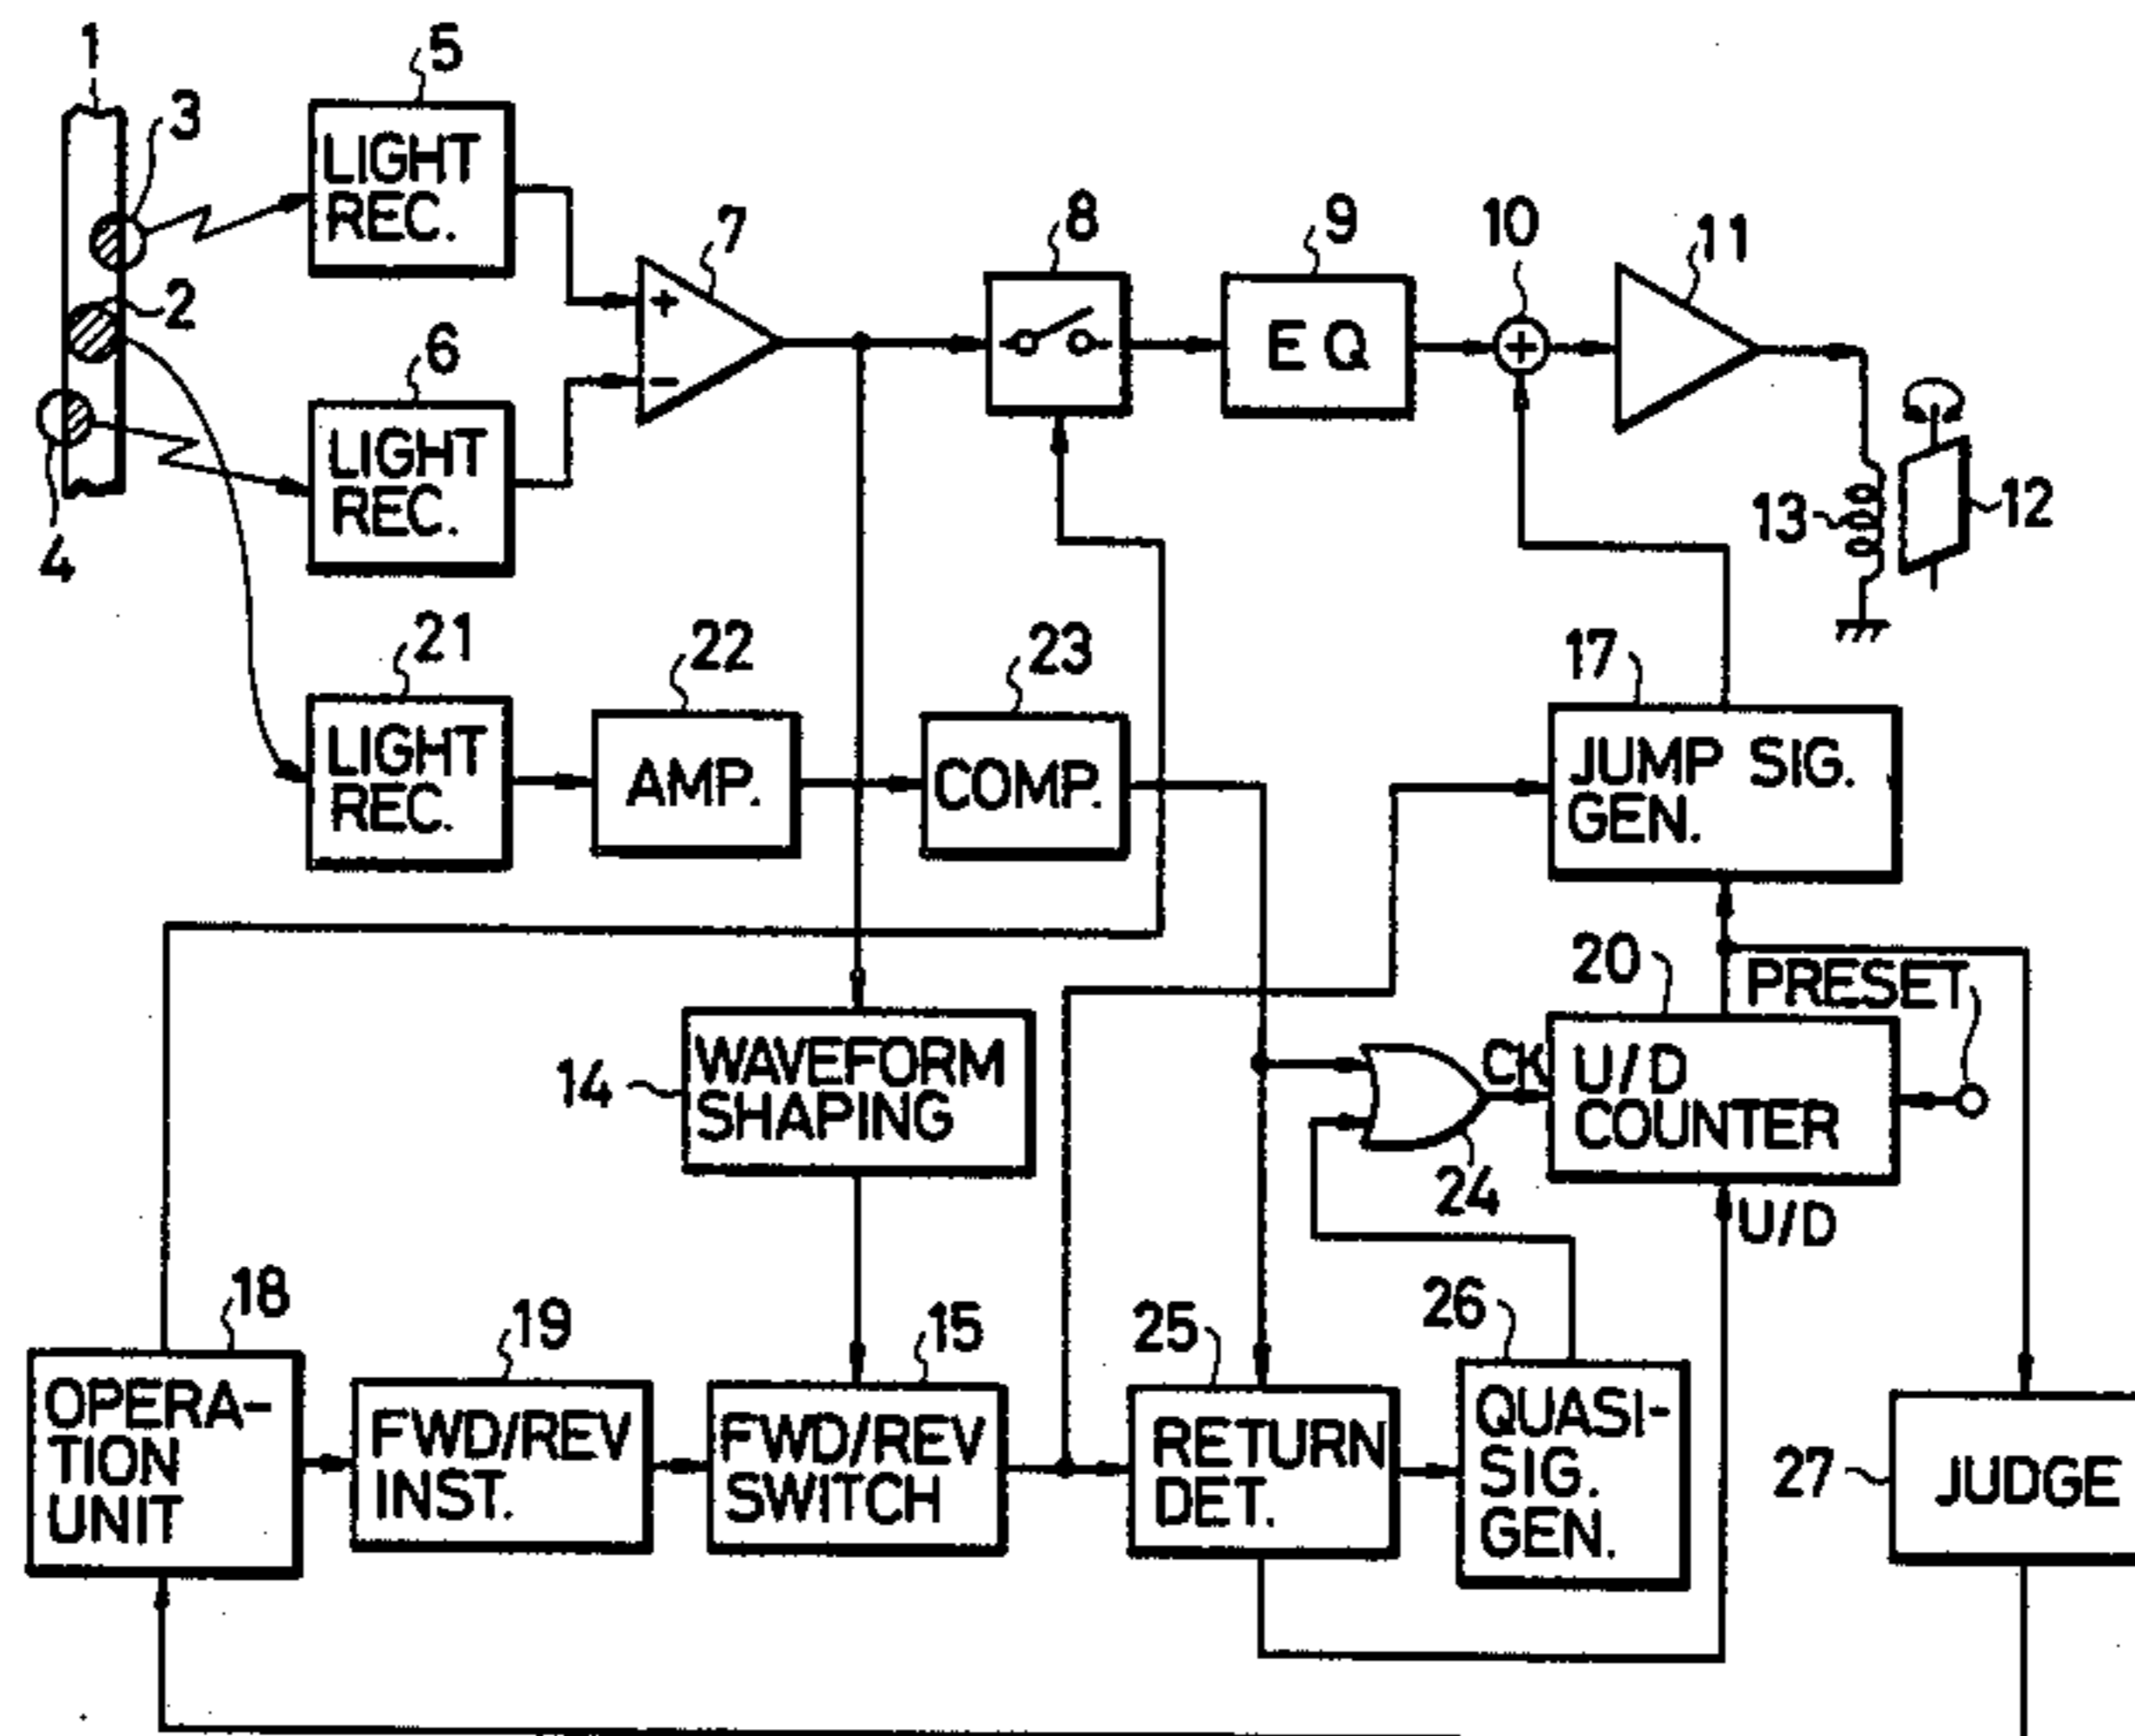 1
5
3
LIGHT
REC.
2
7
+
-
8
9
EQ
10
+
11
6
LIGHT
REC.
4
13
12
21
LIGHT
REC.
22
AMP.
23
COMP.
17
JUMP SIG.
GEN.
14
WAVEFORM
SHAPING
20
PRESET
CK
U/D
COUNTER
24
U/D
18
OPERA-
TION
UNIT
19
FWD/REV
INST.
15
FWD/REV
SWITCH
25
RETURN
DET.
26
QUASI-
SIG.
GEN.
27
JUDGE